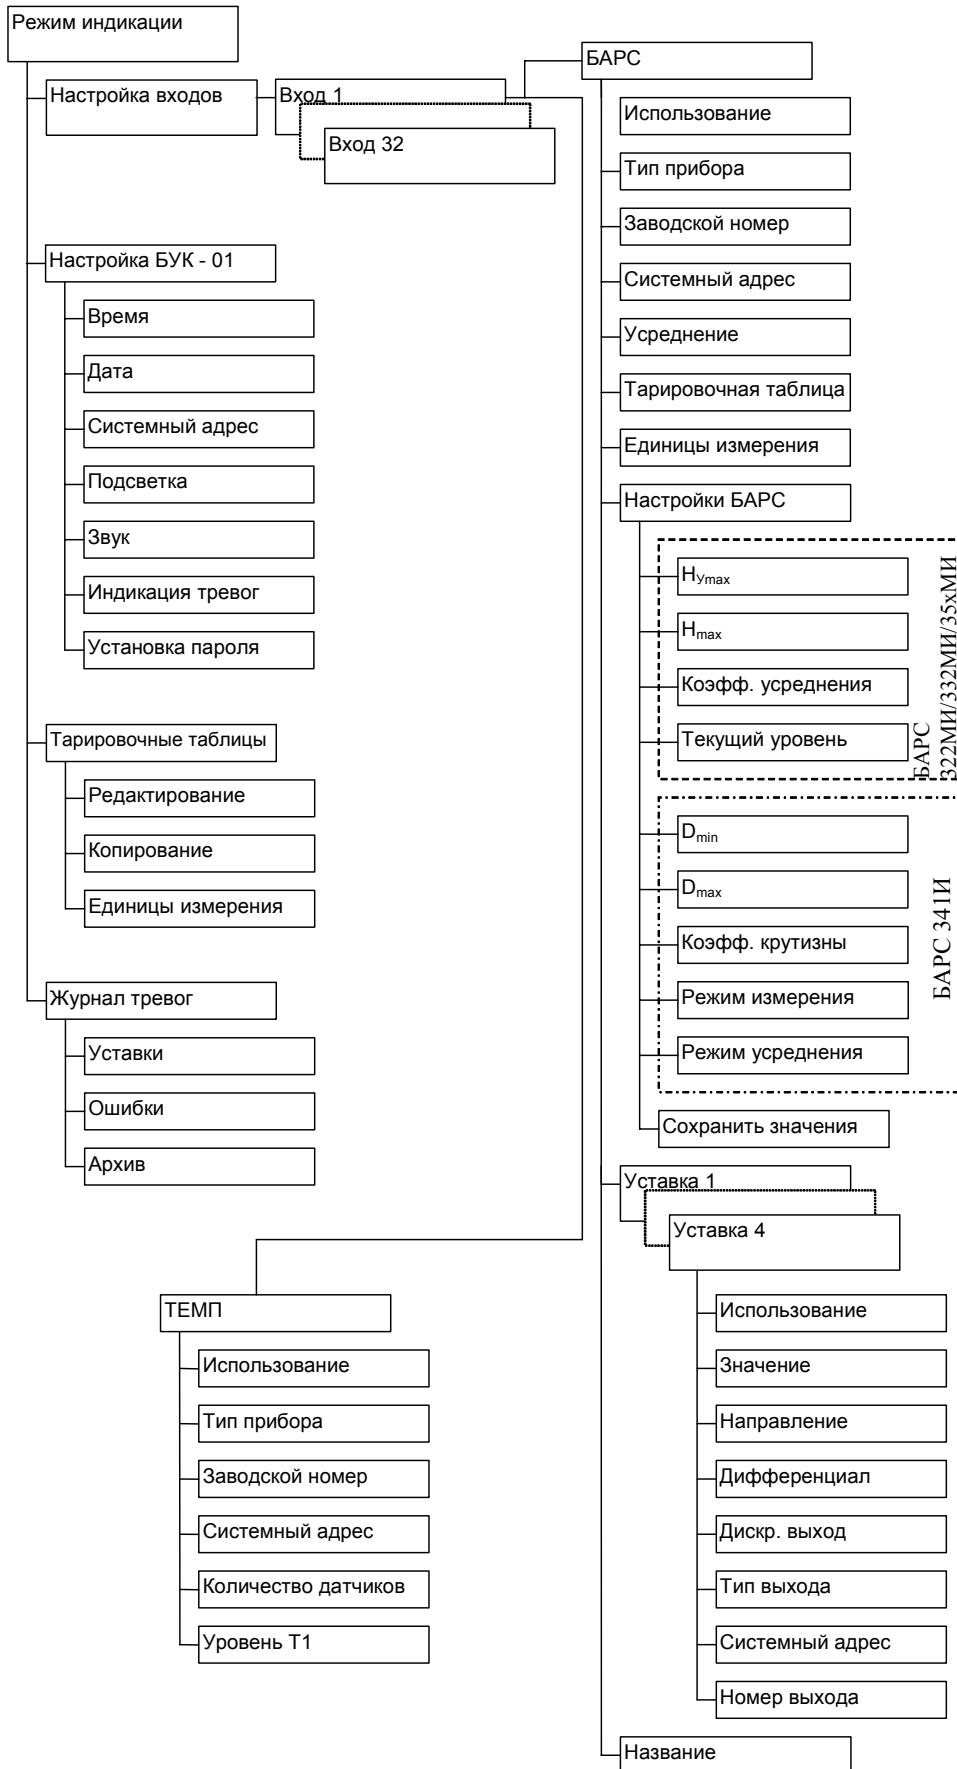 Режим индикации
Настройка входов
Вход 1
Вход 32
Настройка БУК - 01
Время
Дата
Системный адрес
Подсветка
Звук
Индикация тревог
Установка пароля
Тарировочные таблицы
Редактирование
Копирование
Единицы измерения
Журнал тревог
Уставки
Ошибки
Архив
ТЕМП
Использование
Тип прибора
Заводской номер
Системный адрес
Количество датчиков
Уровень Т1
БАРС
Использование
Тип прибора
Заводской номер
Системный адрес
Усреднение
Тарировочная таблица
Единицы измерения
Настройки БАРС
HУmax
Hmax
Коэфф. усреднения
Текущий уровень
БАРС
322МИ/332МИ/35хМИ
Dmin
Dmax
Коэфф. крутизны
Режим измерения
Режим усреднения
БАРС 341И
Сохранить значения
Уставка 1
Уставка 4
Использование
Значение
Направление
Дифференциал
Дискр. выход
Тип выхода
Системный адрес
Номер выхода
Название